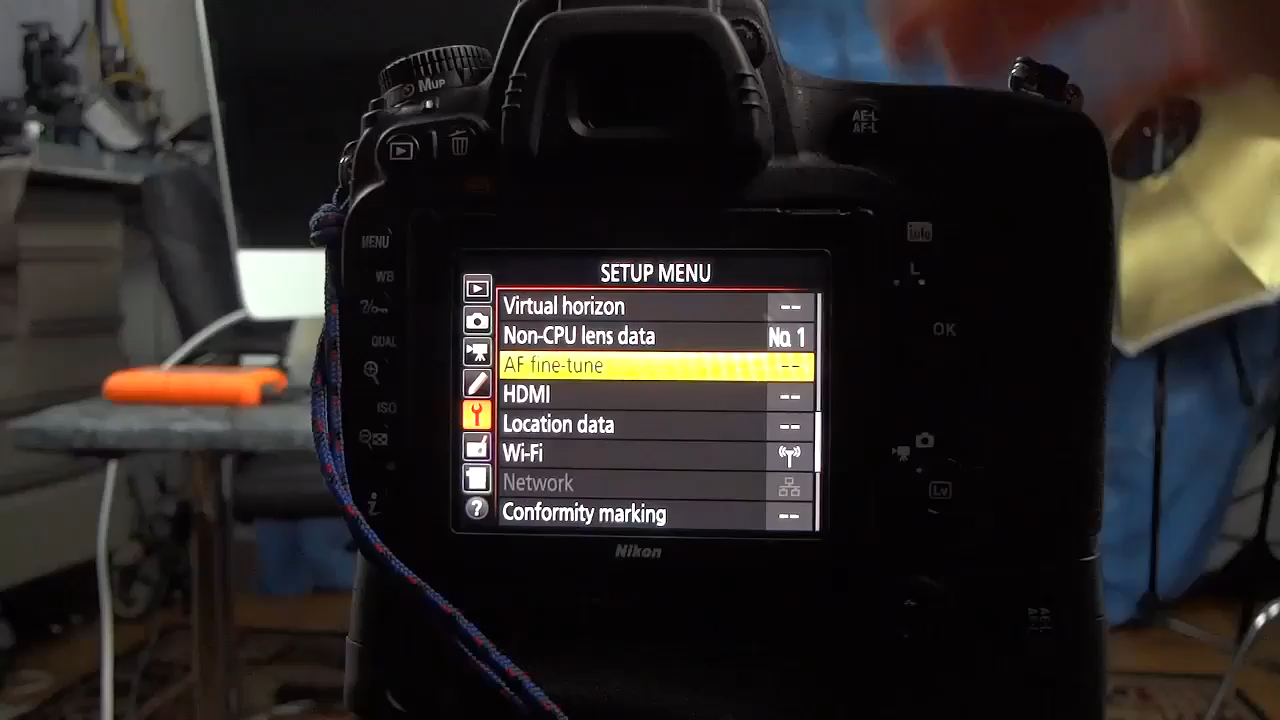 MUP
AE-L
AF-L
MENU
WB
QUAL
ISO
info
L
OK
Lv
SETUP MENU
Virtual horizon --
Non-CPU lens data No. 1
AF fine-tune --
HDMI --
Location data --
Wi-Fi
Network
Conformity marking --
?
i
Nikon